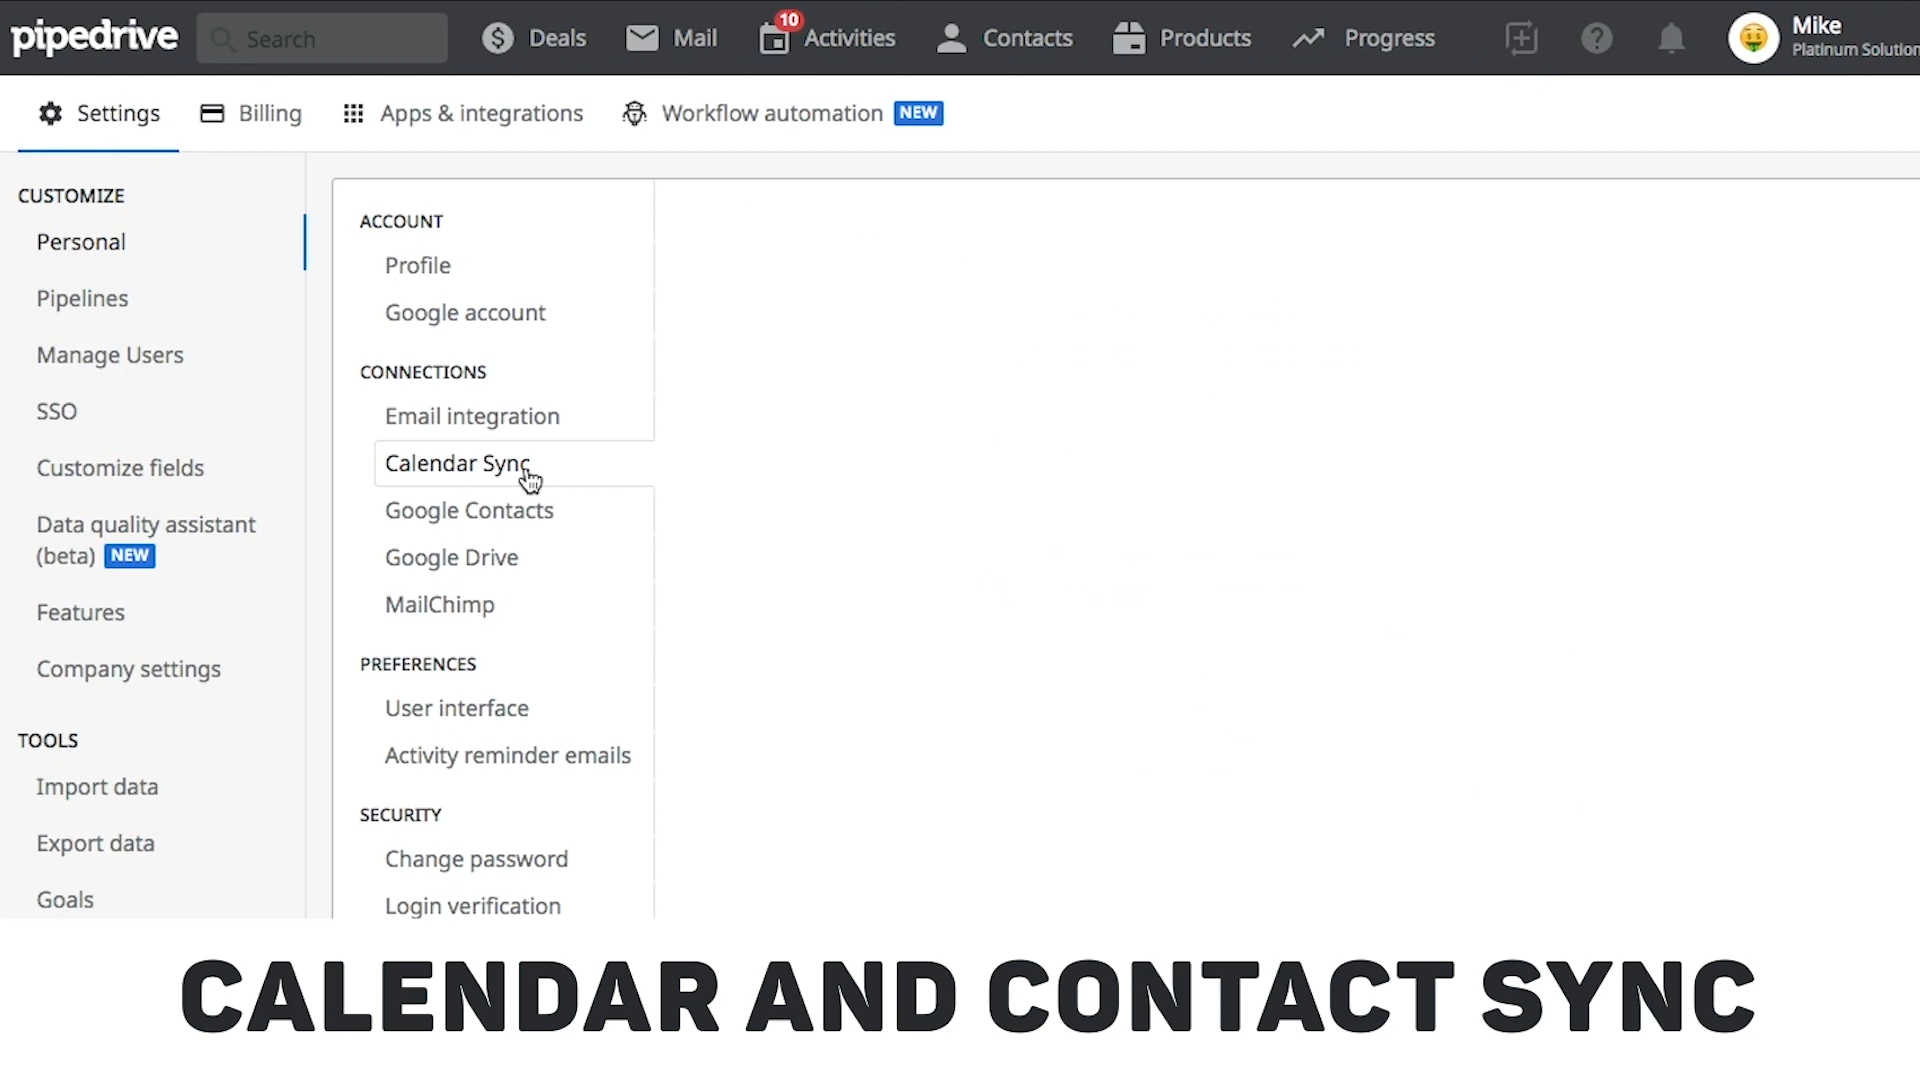 pipedrive
Search
Deals
Mail
10
Activities
Contacts
Products
Progress
Mike
Platinum Solution
Settings
Billing
Apps & integrations
Workflow automation NEW
CUSTOMIZE
Personal
Pipelines
Manage Users
SSO
Customize fields
Data quality assistant
(beta) NEW
Features
Company settings
TOOLS
Import data
Export data
Goals
ACCOUNT
Profile
Google account
CONNECTIONS
Email integration
Calendar Sync
Google Contacts
Google Drive
MailChimp
PREFERENCES
User interface
Activity reminder emails
SECURITY
Change password
Login verification
CALENDAR AND CONTACT SYNC